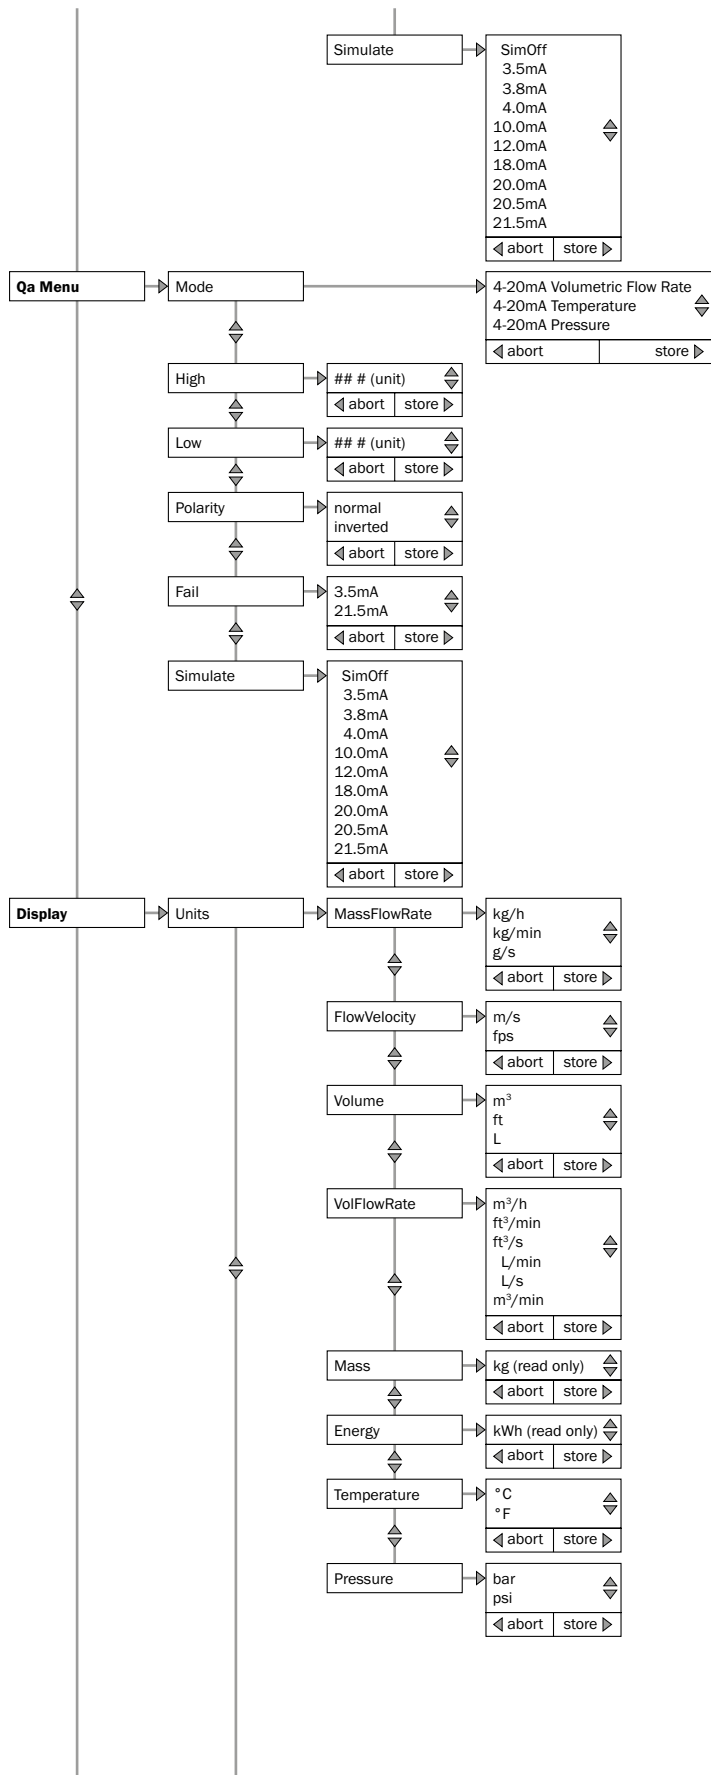 Simulate
SimOff
3.5mA
3.8mA
4.0mA
10.0mA
12.0mA
18.0mA
20.0mA
20.5mA
21.5mA
abort store
Qa Menu
Mode
4-20mA Volumetric Flow Rate
4-20mA Temperature
4-20mA Pressure
abort store
High
## # (unit)
abort store
Low
## # (unit)
abort store
Polarity
normal
inverted
abort store
Fail
3.5mA
21.5mA
abort store
Simulate
SimOff
3.5mA
3.8mA
4.0mA
10.0mA
12.0mA
18.0mA
20.0mA
20.5mA
21.5mA
abort store
Display
Units
MassFlowRate
kg/h
kg/min
g/s
abort store
FlowVelocity
m/s
fps
abort store
Volume
m³
ft
L
abort store
VolFlowRate
m³/h
ft³/min
ft³/s
L/min
L/s
m³/min
abort store
Mass
kg (read only)
abort store
Energy
kWh (read only)
abort store
Temperature
°C
°F
abort store
Pressure
bar
psi
abort store